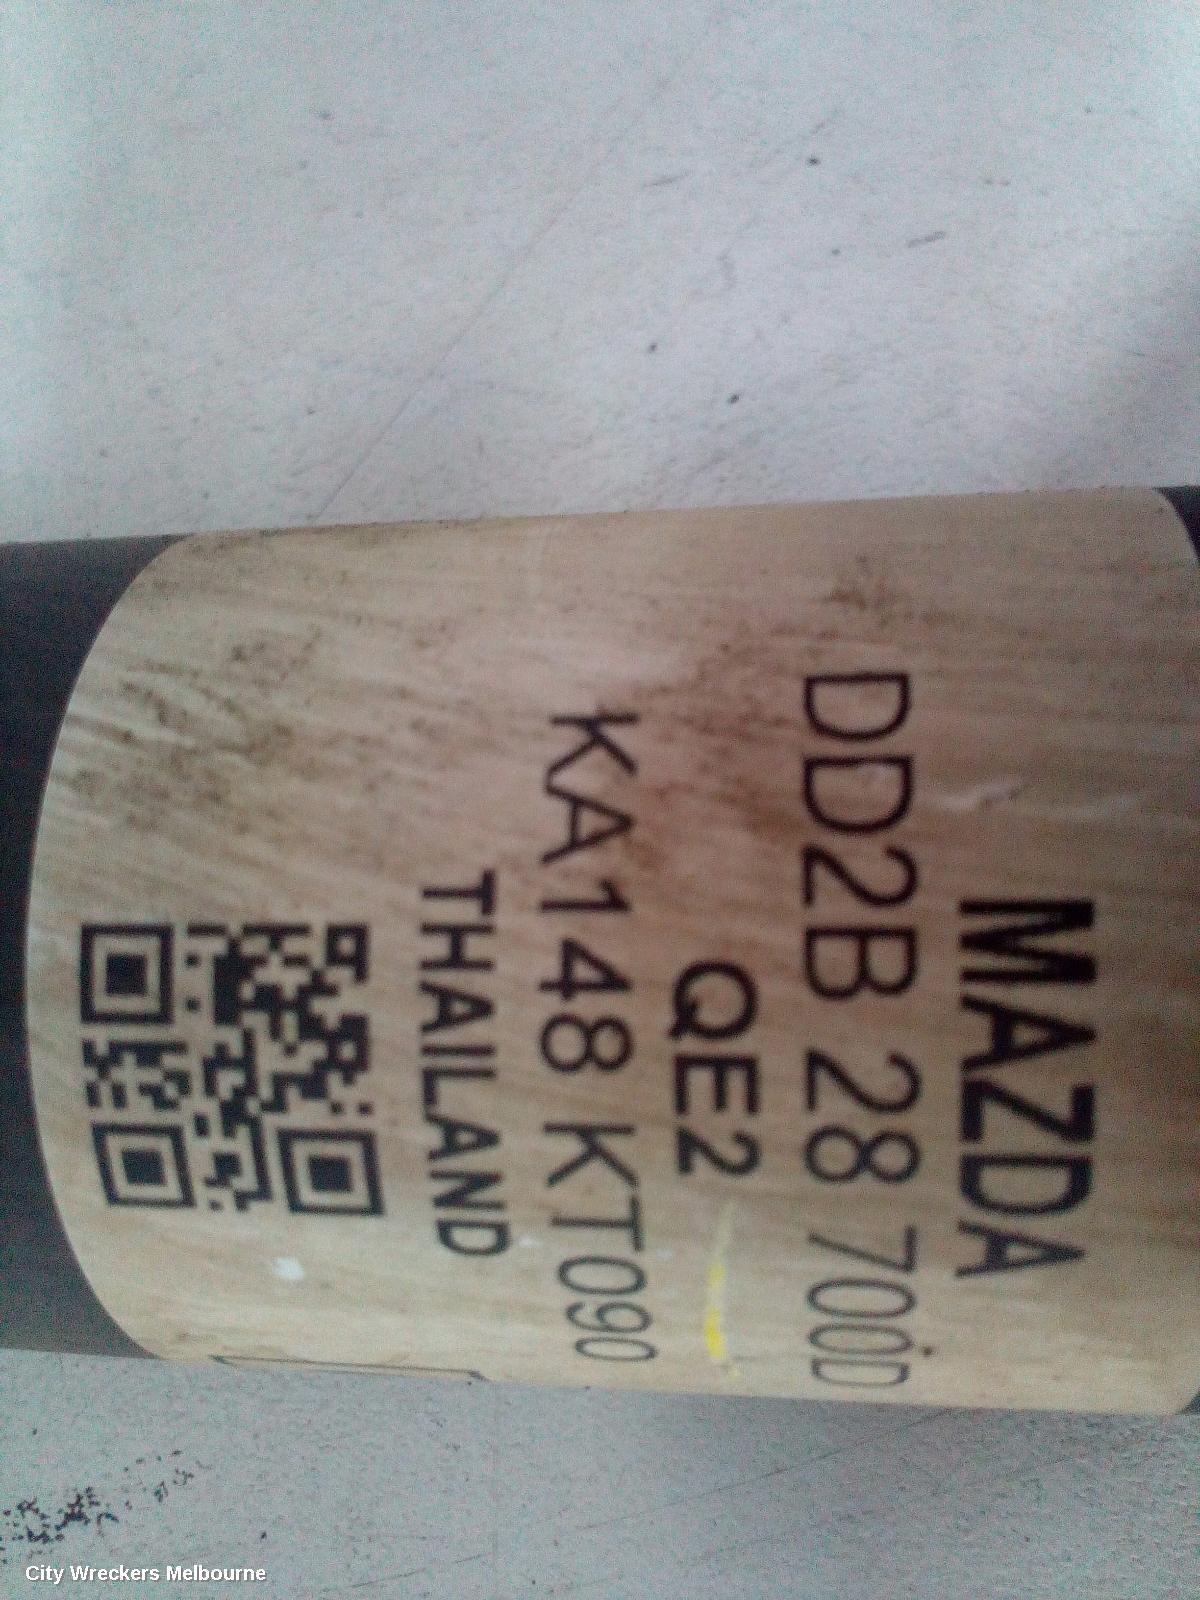 MAZDA
DD2B 28 700D
QE2
KA148 KT090
THAILAND
City Wreckers Melbourne